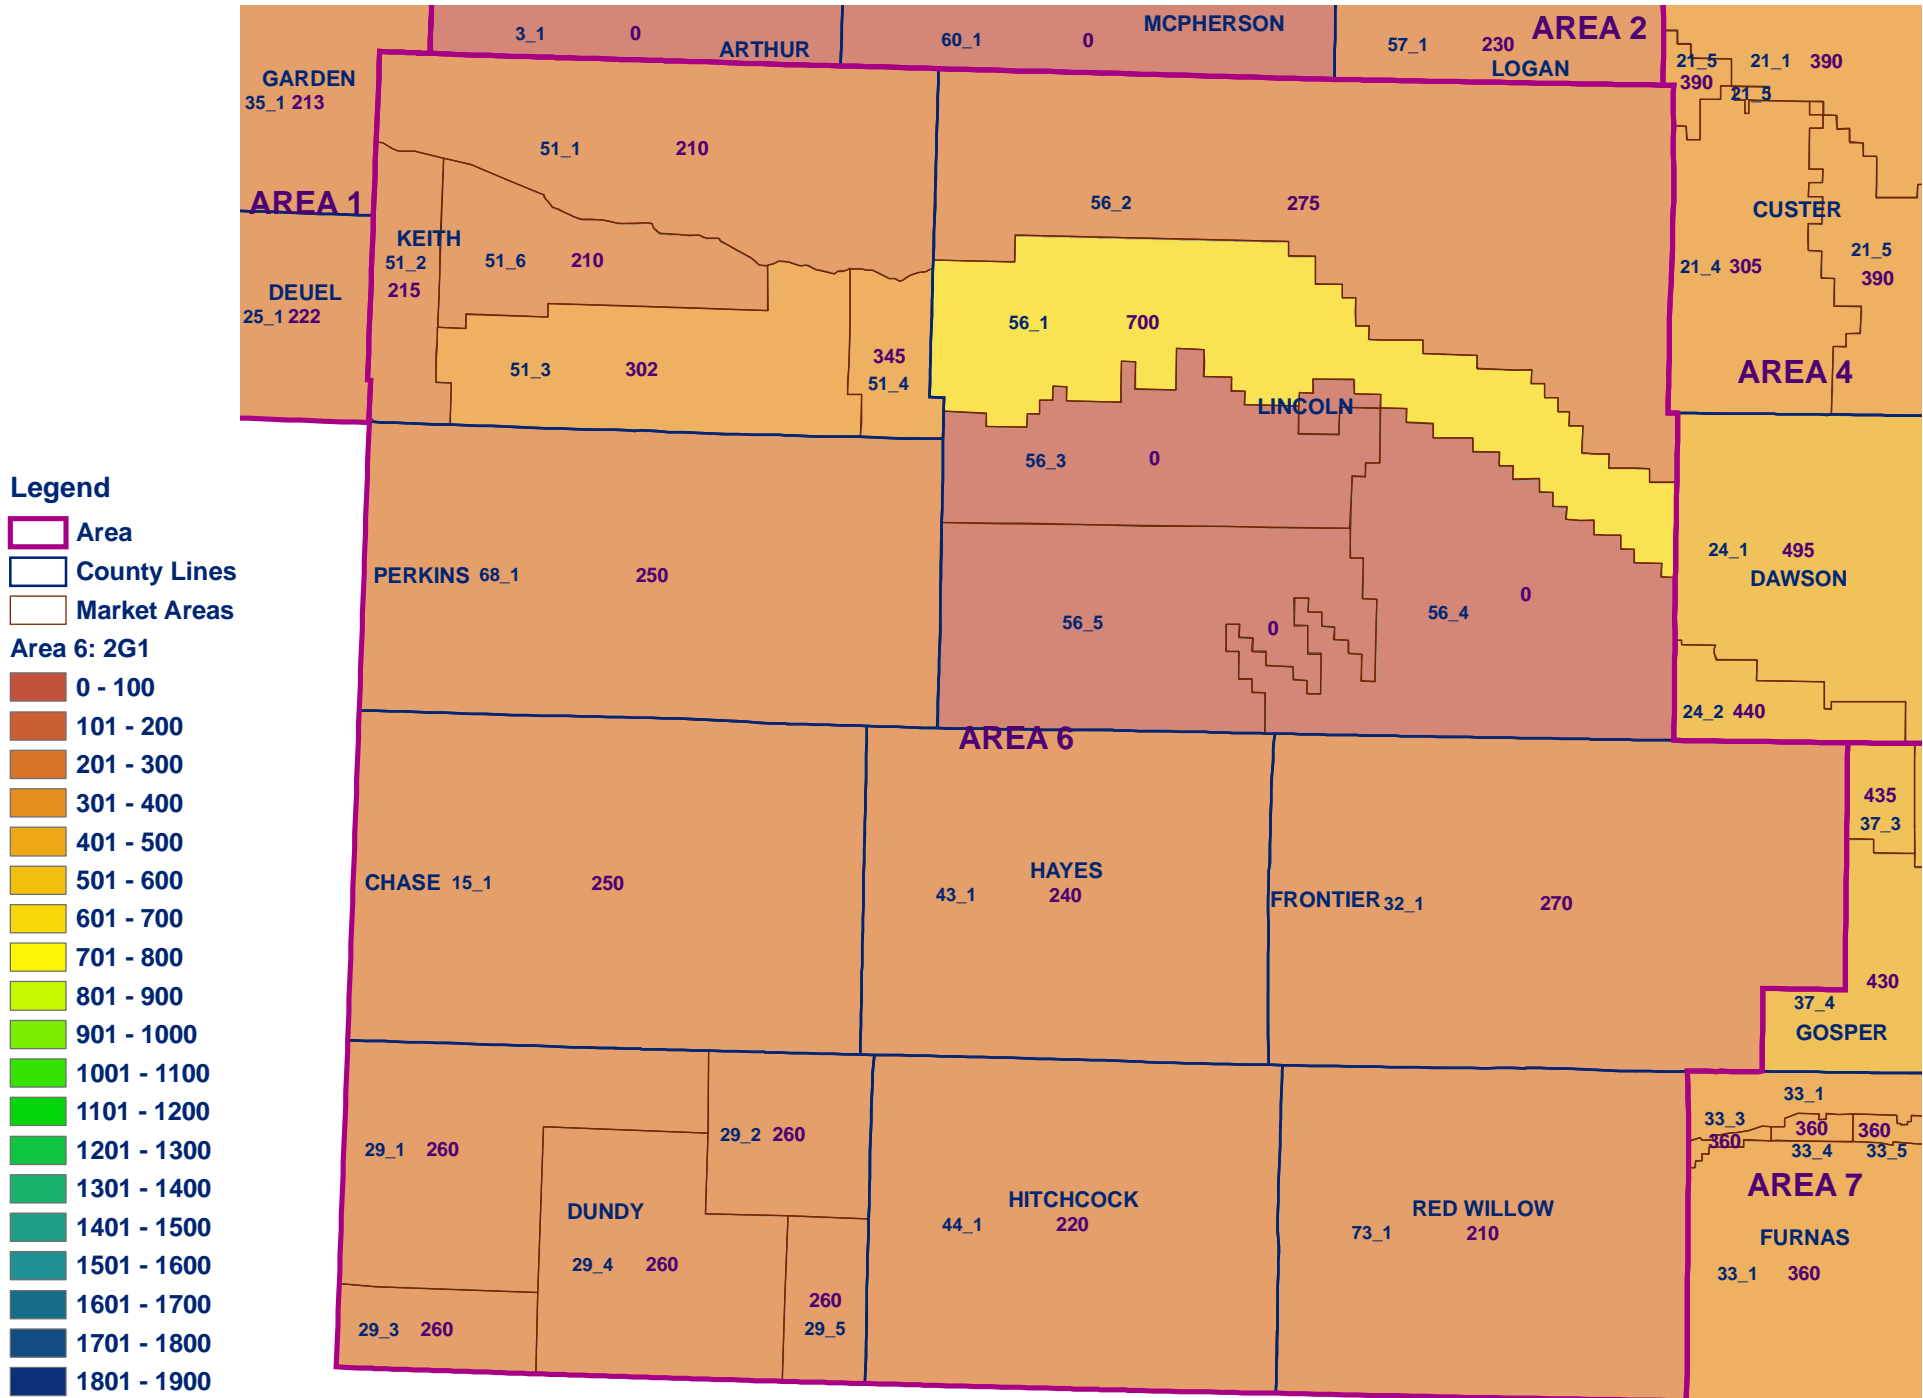 3_1 0 ARTHUR
60_1 0 MCPHERSON
57_1 230 AREA 2
LOGAN
21_5 21_1 390
390 21_5
GARDEN
35_1 213
51_1 210
56_2 275
AREA 1
KEITH
51_2
215
51_6 210
CUSTER
21_4 305
21_5
390
DEUEL
25_1 222
56_1 700
51_3 302
345
51_4
AREA 4
LINCOLN
56_3 0
Legend
Area
County Lines
Market Areas
Area 6: 2G1
0 - 100
101 - 200
201 - 300
301 - 400
401 - 500
501 - 600
601 - 700
701 - 800
801 - 900
901 - 1000
1001 - 1100
1101 - 1200
1201 - 1300
1301 - 1400
1401 - 1500
1501 - 1600
1601 - 1700
1701 - 1800
1801 - 1900
PERKINS 68_1 250
24_1 495
DAWSON
56_5 0
56_4 0
24_2 440
AREA 6
435
37_3
CHASE 15_1 250
HAYES
43_1 240
FRONTIER 32_1 270
430
37_4
GOSPER
33_1
33_3
360 360 360
33_4 33_5
29_1 260
29_2 260
AREA 7
DUNDY
29_4 260
HITCHCOCK
44_1 220
RED WILLOW
73_1 210
FURNAS
33_1 360
29_3 260
260
29_5